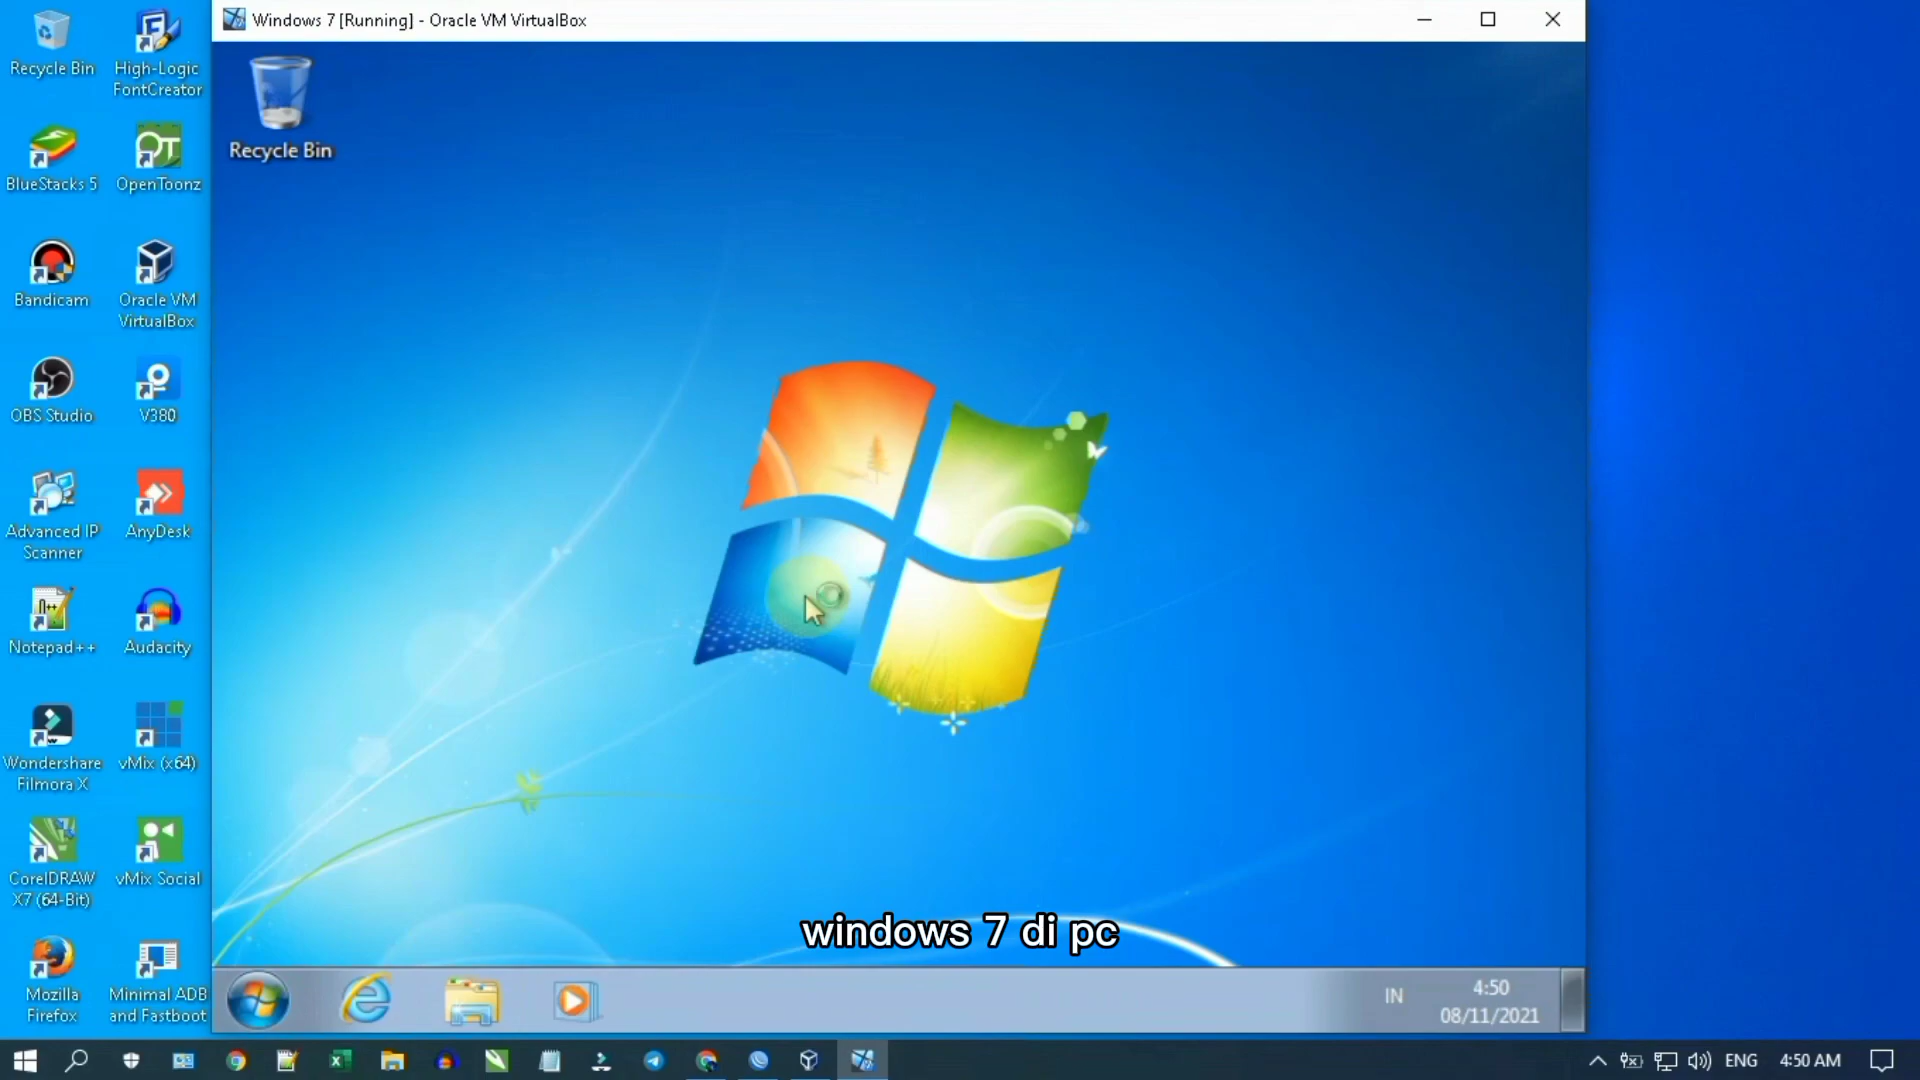 Windows 7 [Running] - Oracle VM VirtualBox
Recycle Bin
High-Logic
FontCreator
Recycle Bin
BlueStacks 5
OpenToonz
Bandicam
Oracle VM
VirtualBox
OBS Studio
V380
Advanced IP
Scanner
AnyDesk
Notepad++
Audacity
Wondershare
Filmora X
vMix (x64)
CorelDRAW
X7 (64-Bit)
vMix Social
Mozilla
Firefox
Minimal ADB
and Fastboot
windows 7 di pc
IN
4:50
08/11/2021
ENG
4:50 AM